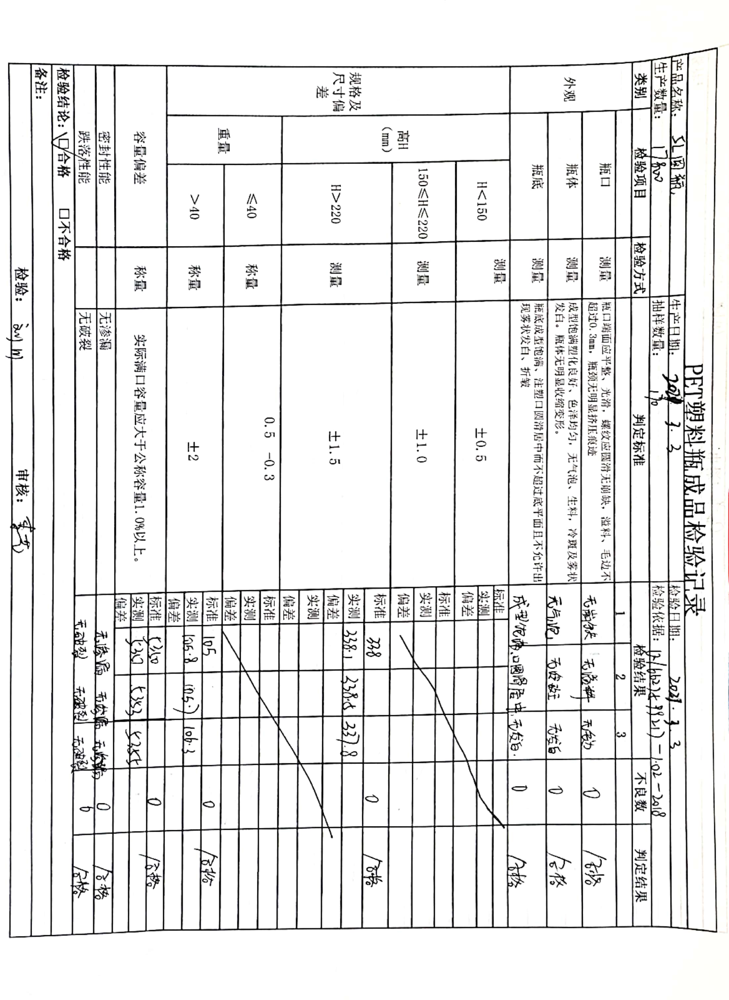 PET塑料瓶成品检验记录
产品名称： 5L圆瓶 生产日期： 3. 2 检验日期： 3. 3
生产数量： 17800 抽样数量： 1% 检验依据： -1.02-2018
类别 检验项目 检验方式 判定标准 检验结果 不良数 判定结果
1 2 3
外观 瓶口 测量 瓶口端面应平整、光滑，螺纹应圆滑无崩缺，溢料、毛边不 无崩缺 无溢料 无毛边 0 合格
超过0.3mm，瓶颈无明显挤压痕迹
瓶体 测量 成型饱满塑化良好、色泽均匀，无气泡、生料，冷斑及雾状 无气泡 无冷斑 无发白 0 合格
发白。瓶体无明显收缩变形。
瓶底 测量 瓶底成型饱满、注塑口圆滑居中而不超过底平面且不允许出 成型饱满、口圆滑居中，无发白. 0 合格
现雾状发白、折皱
规格及
尺寸偏
差
高H
(mm)
H<150 测量 ±0.5 标准
实测
偏差
150≤H≤220 测量 ±1.0 标准
实测
偏差
H>220 测量 ±1.5 标准 338 0 合格
实测 338.1 338.5 337.8
偏差
实测
偏差
重量 ≤40 称量 0.5 -0.3 标准
实测
偏差
>40 称量 ±2 标准 105 0 合格
实测 105.8 105.7 106.3
偏差
容量偏差 称量 实际满口容量应大于公称容量1.0%以上。 标准 0 合格
实测 5353 5255
偏差
密封性能 无渗漏 无渗漏 无渗漏 无渗漏 0 合格
跌落性能 无破裂 无破裂 无破裂 无破裂 0 合格
检验结论：☑合格 □不合格
备注：
检验： 审核：